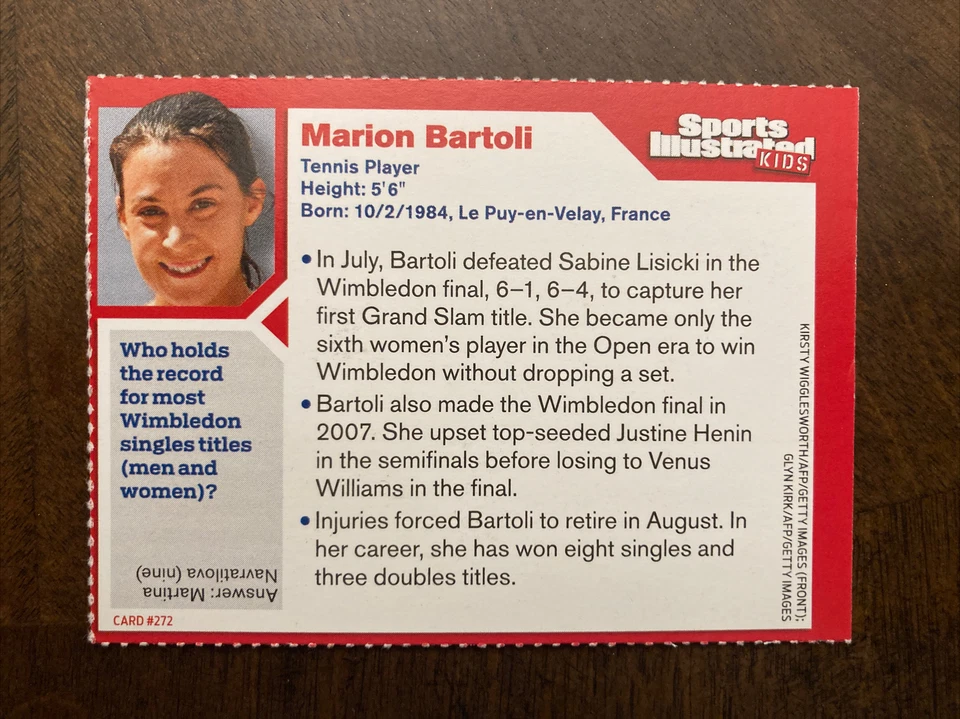 Marion Bartoli
Tennis Player
Height: 5'6"
Born: 10/2/1984, Le Puy-en-Velay, France
Sports
Illustrated
KIDS
• In July, Bartoli defeated Sabine Lisicki in the
Wimbledon final, 6–1, 6–4, to capture her
first Grand Slam title. She became only the
sixth women's player in the Open era to win
Wimbledon without dropping a set.
• Bartoli also made the Wimbledon final in
2007. She upset top-seeded Justine Henin
in the semifinals before losing to Venus
Williams in the final.
• Injuries forced Bartoli to retire in August. In
her career, she has won eight singles and
three doubles titles.
Who holds
the record
for most
Wimbledon
singles titles
(men and
women)?
Answer: Martina
Navratilova (nine)
CARD #272
KIRSTY WIGGLESWORTH/AFP/GETTY IMAGES (FRONT);
GLYN KIRK/AFP/GETTY IMAGES